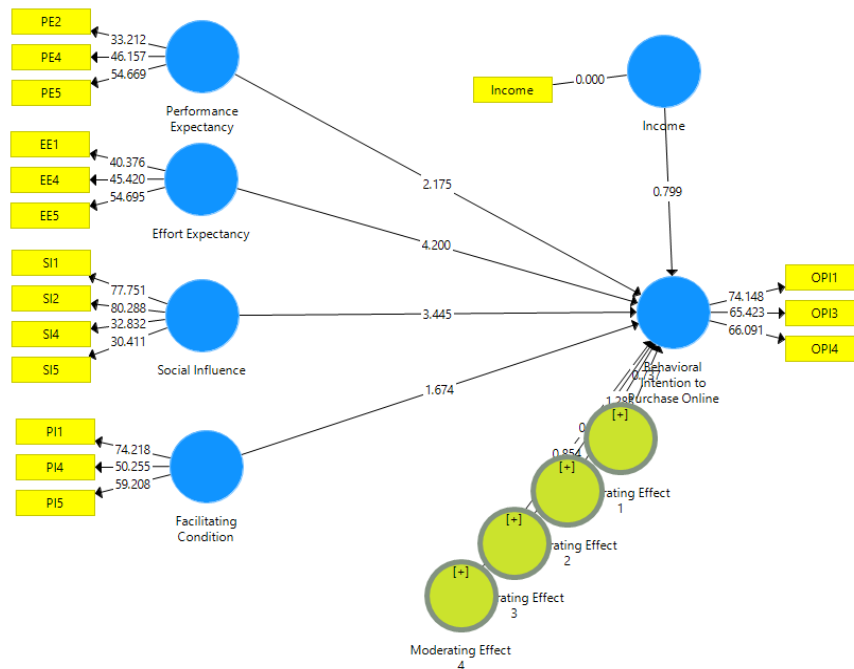 PE2
33.212
PE4
46.157
PE5
54.669
Performance
Expectancy
Income
0.000
Income
EE1
40.376
EE4
45.420
EE5
54.695
Effort Expectancy
2.175
0.799
4.200
SI1
77.751
SI2
80.288
SI4
32.832
SI5
30.411
Social Influence
3.445
OPI1
74.148
OPI3
65.423
OPI4
66.091
Behavioral
Intention to
Purchase Online
0.737
1.674
PI1
74.218
PI4
50.255
PI5
59.208
Facilitating
Condition
0.854
[+]
Effect
1
[+]
Effect
2
[+]
Effect
3
[+]
Moderating Effect
4